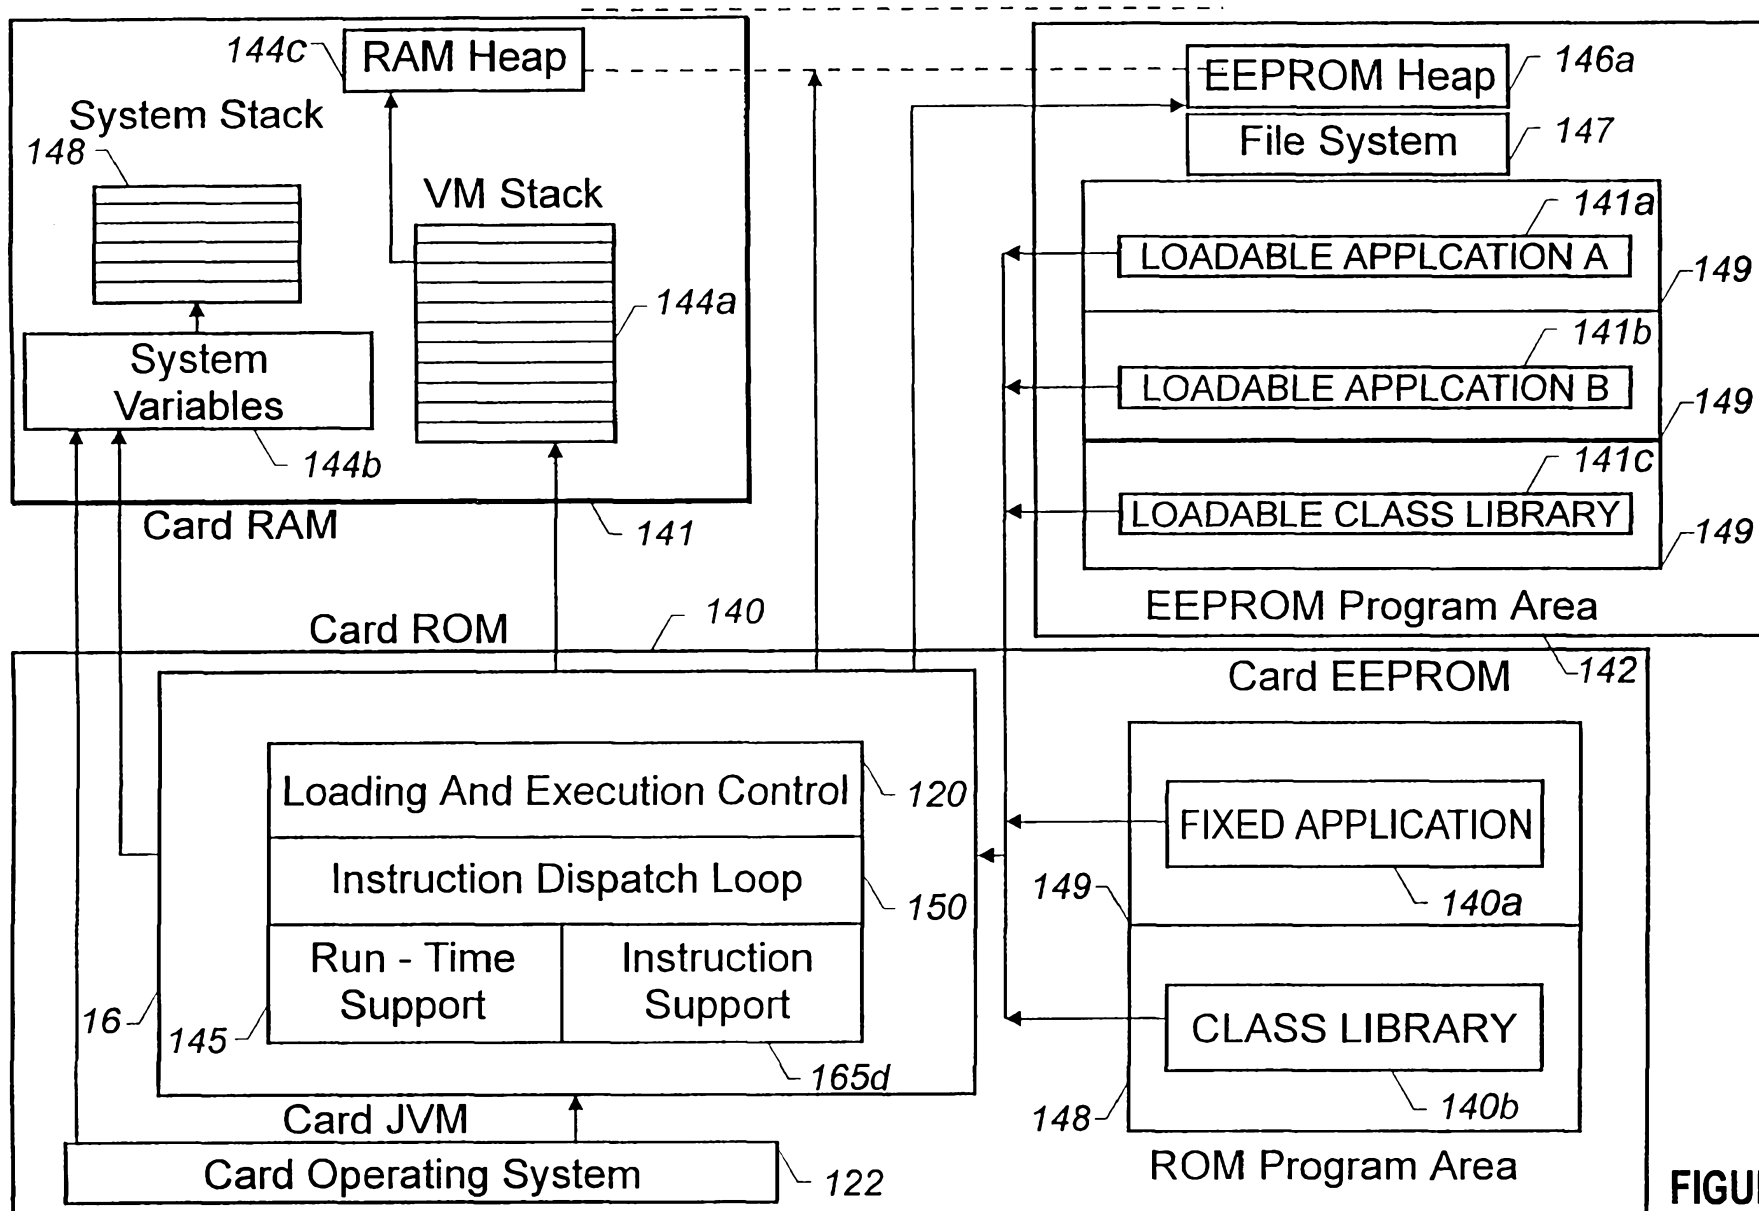 144c
RAM Heap
System Stack
148
VM Stack
144a
System
Variables
144b
Card RAM
141
EEPROM Heap
146a
File System
147
141a
LOADABLE APPLCATION A
149
141b
LOADABLE APPLCATION B
149
141c
LOADABLE CLASS LIBRARY
149
EEPROM Program Area
142
Card EEPROM
Card ROM
140
Loading And Execution Control
120
Instruction Dispatch Loop
150
Run - Time
Support
Instruction
Support
16
145
165d
Card JVM
Card Operating System
122
FIXED APPLICATION
149
140a
CLASS LIBRARY
148
140b
ROM Program Area